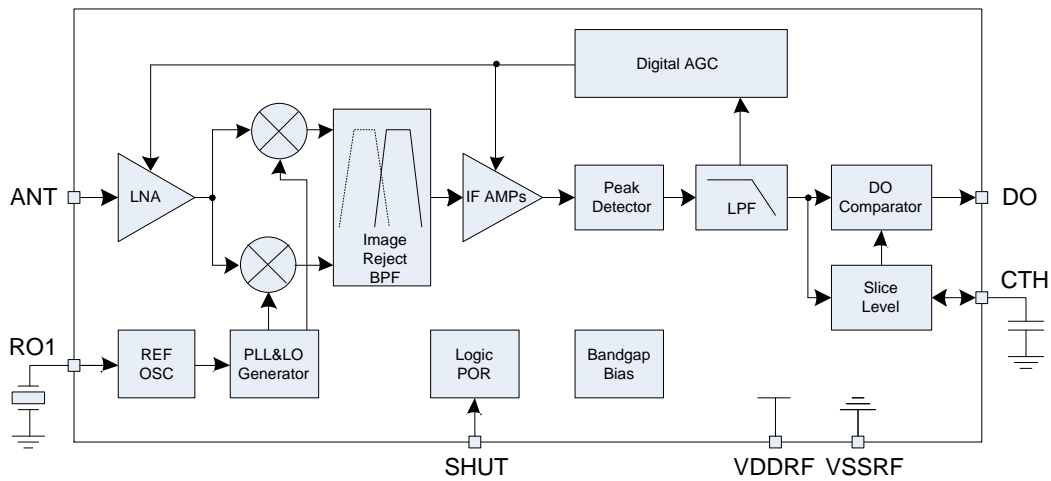 Digital AGC
ANT
LNA
Image
Reject
BPF
IF AMPs
Peak
Detector
LPF
DO
Comparator
DO
Slice
Level
CTH
RO1
REF
OSC
PLL&LO
Generator
Logic
POR
Bandgap
Bias
SHUT
VDDRF
VSSRF